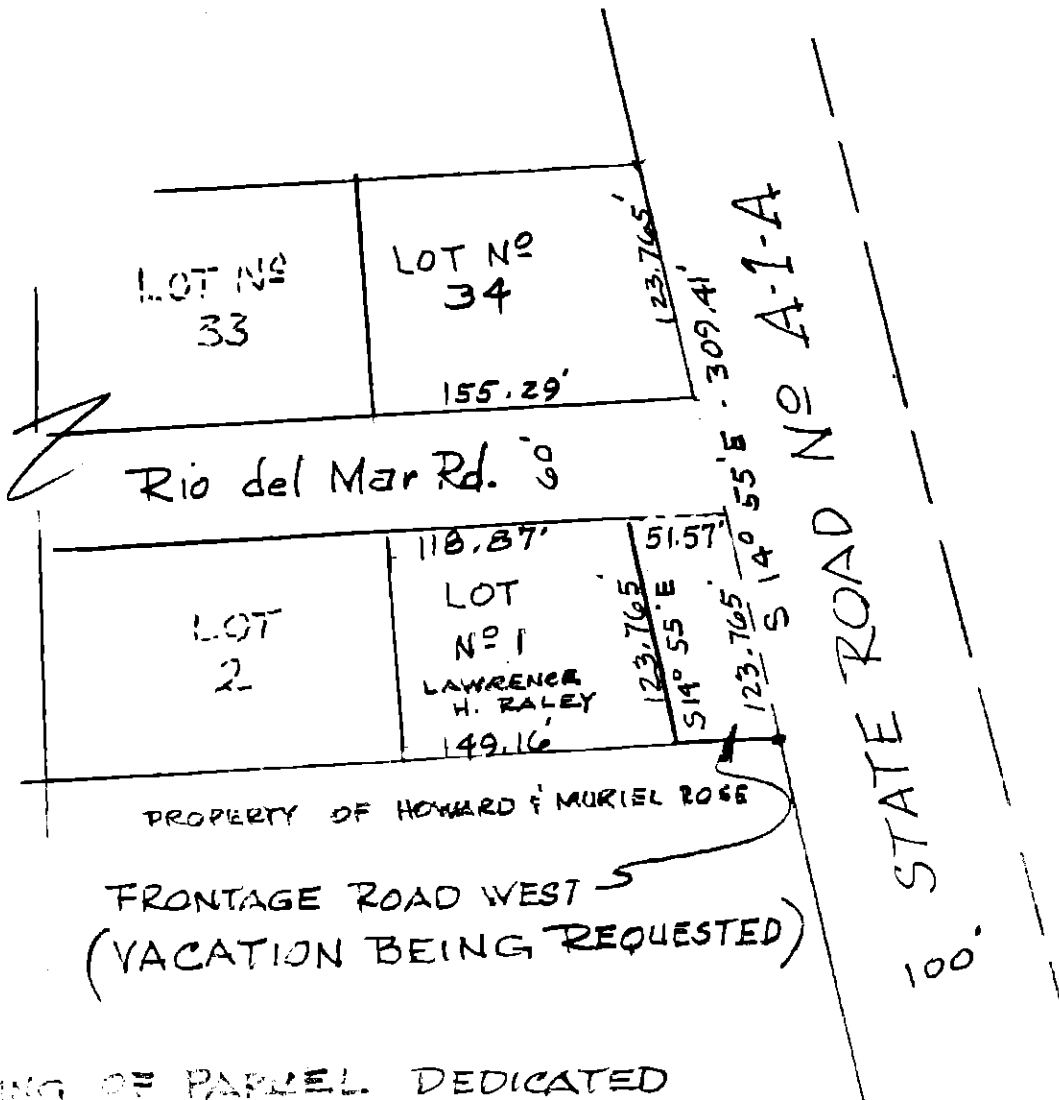 LOT Nº
33
LOT Nº
34
155.29'
123.765'
S 14° 55' E - 309.41'
STATE ROAD Nº A-1-A
100'
Rio del Mar Rd. 60'
118.87'
51.57'
LOT
2
LOT
Nº 1
LAWRENCE
H. RALEY
149.16'
123.765'
S14° 55' E
123.765'
PROPERTY OF HOWARD & MURIEL ROSE
FRONTAGE ROAD WEST
(VACATION BEING REQUESTED)
OF PARCEL DEDICATED